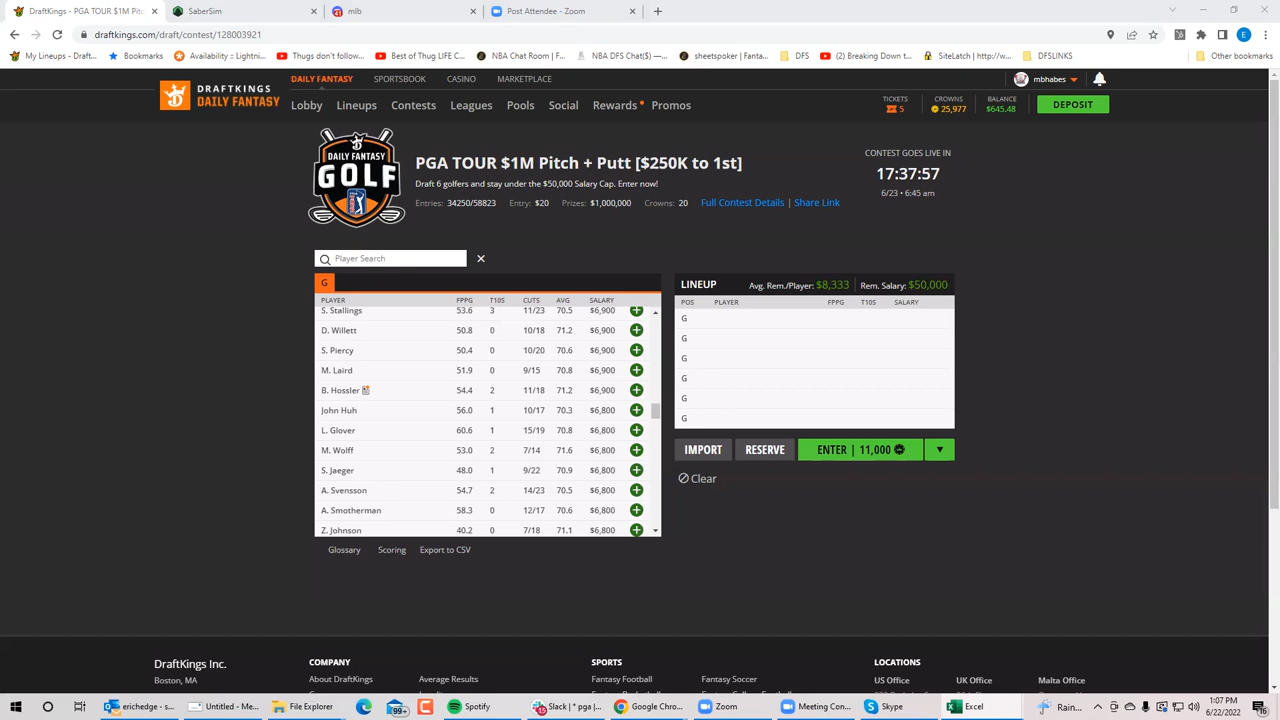 DraftKings - PGA TOUR $1M Pitch
SaberSim
mlb
Post Attendee - Zoom
draftkings.com/draft/contest/128003921
My Lineups - Draft...
Bookmarks
Availability :: Lightni...
Thugs don't follow...
Best of Thug LIFE C...
NBA Chat Room! —
NBA DFS Chat($) —...
sheetspoker | Fanta...
DFS
(2) Breaking Down t...
SiteLatch | http://w...
DFSLINKS
Other bookmarks
DAILY FANTASY
SPORTSBOOK
CASINO
MARKETPLACE
mbhabes
DRAFTKINGS
DAILY FANTASY
Lobby
Lineups
Contests
Leagues
Pools
Social
Rewards
Promos
TICKETS
5
CROWNS
25,977
BALANCE
$645.48
DEPOSIT
DAILY FANTASY
GOLF
PGA TOUR
PGA TOUR $1M Pitch + Putt [$250K to 1st]
Draft 6 golfers and stay under the $50,000 Salary Cap. Enter now!
Entries: 34250/58823 Entry: $20 Prizes: $1,000,000 Crowns: 20 Full Contest Details | Share Link
CONTEST GOES LIVE IN
17:37:57
6/23 • 6:45 am
Player Search
G
PLAYER FPPG T10S CUTS AVG SALARY
S. Stallings 53.6 3 11/23 70.5 $6,900
D. Willett 50.8 0 10/18 71.2 $6,900
S. Piercy 50.4 0 10/20 70.6 $6,900
M. Laird 51.9 0 9/15 70.8 $6,900
B. Hossler 54.4 2 11/18 71.2 $6,900
John Huh 56.0 1 10/17 70.3 $6,800
L. Glover 60.6 1 15/19 70.8 $6,800
M. Wolff 53.0 2 7/14 71.6 $6,800
S. Jaeger 48.0 1 9/22 70.9 $6,800
A. Svensson 54.7 2 14/23 70.5 $6,800
A. Smotherman 58.3 0 12/17 70.6 $6,800
Z. Johnson 40.2 0 7/18 71.1 $6,800
Glossary
Scoring
Export to CSV
LINEUP Avg. Rem./Player: $8,333 Rem. Salary: $50,000
POS PLAYER FPPG T10S SALARY
G
G
G
G
G
G
IMPORT
RESERVE
ENTER | 11,000
Clear
DraftKings Inc.
Boston, MA
COMPANY
About DraftKings
Average Results
SPORTS
Fantasy Football
Fantasy Soccer
LOCATIONS
US Office
UK Office
Malta Office
erichedge - s...
Untitled - Me...
File Explorer
99+
Spotify
Slack | * pga | ...
Google Chro...
Zoom
Meeting Con...
Skype
Excel
Rain...
1:07 PM
6/22/2022